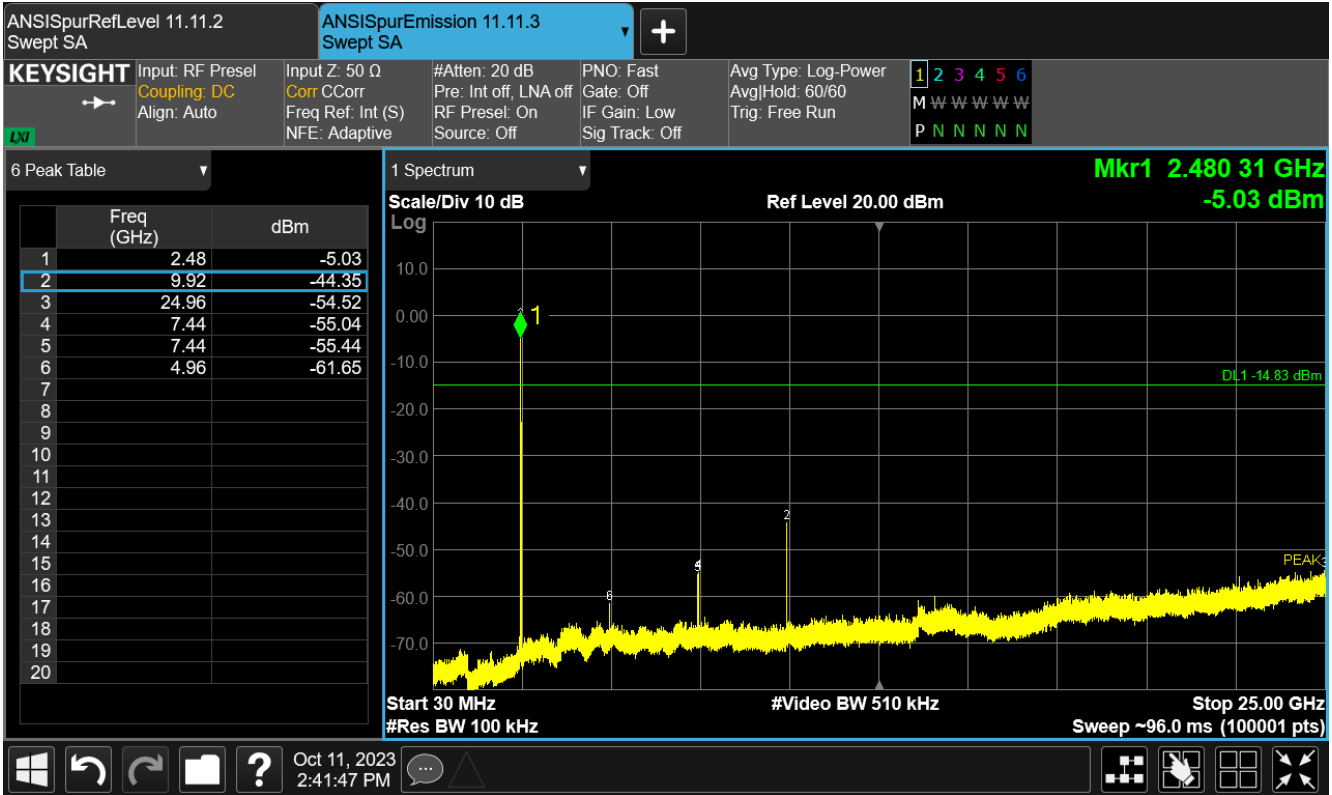 ANSISpurRefLevel 11.11.2
Swept SA
ANSISpurEmission 11.11.3
Swept SA
KEYSIGHT
LXI
Input: RF Presel
Coupling: DC
Align: Auto
Input Z: 50 Ω
Corr CCorr
Freq Ref: Int (S)
NFE: Adaptive
#Atten: 20 dB
Pre: Int off, LNA off
RF Presel: On
Source: Off
PNO: Fast
Gate: Off
IF Gain: Low
Sig Track: Off
Avg Type: Log-Power
Avg|Hold: 60/60
Trig: Free Run
1 2 3 4 5 6
M W W W W W
P N N N N N
6 Peak Table
Freq (GHz) dBm
1 2.48 -5.03
2 9.92 -44.35
3 24.96 -54.52
4 7.44 -55.04
5 7.44 -55.44
6 4.96 -61.65
7
8
9
10
11
12
13
14
15
16
17
18
19
20
1 Spectrum
Mkr1 2.480 31 GHz
-5.03 dBm
Scale/Div 10 dB
Ref Level 20.00 dBm
Log
10.0
0.00
-10.0
-20.0
-30.0
-40.0
-50.0
-60.0
-70.0
1
DL1 -14.83 dBm
2
4
6
PEAK
3
Start 30 MHz
#Video BW 510 kHz
Stop 25.00 GHz
#Res BW 100 kHz
Sweep ~96.0 ms (100001 pts)
?
Oct 11, 2023
2:41:47 PM